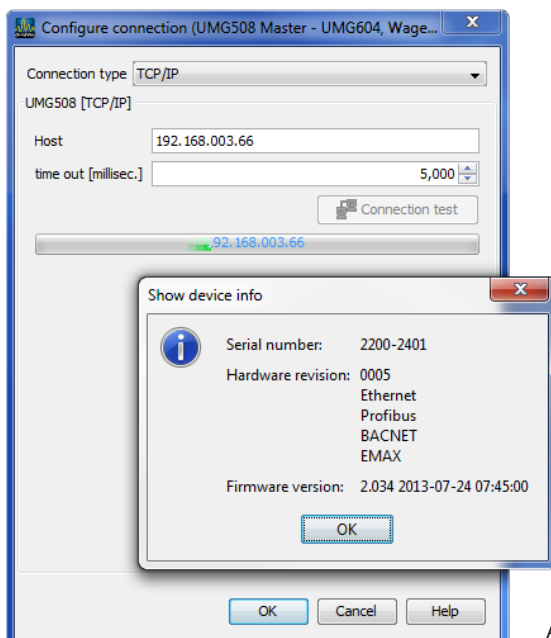 Configure connection (UMG508 Master - UMG604, Wage...
Connection type TCP/IP
UMG508 [TCP/IP]
Host 192.168.003.66
time out [millisec.] 5,000
Connection test
92.168.003.66
Show device info
Serial number: 2200-2401
Hardware revision: 0005
Ethernet
Profibus
BACNET
EMAX
Firmware version: 2.034 2013-07-24 07:45:00
OK
OK Cancel Help